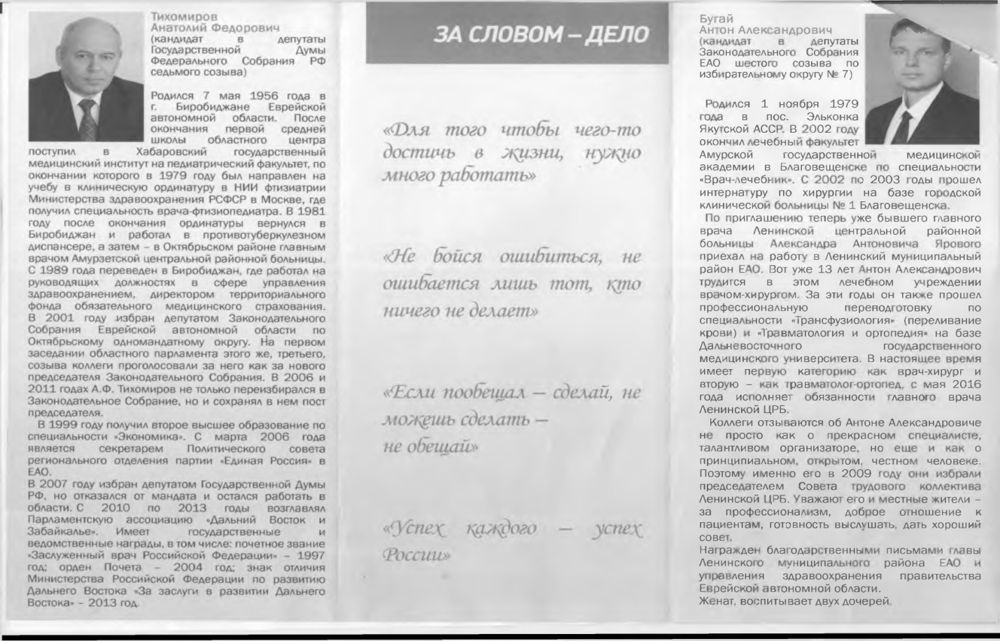 Тихомиров
Анатолий Федорович
(кандидат в депутаты
Государственной Думы
Федерального Собрания РФ
седьмого созыва)
Родился 7 мая 1956 года в
г. Биробиджане Еврейской
автономной области. После
окончания первой средней
школы областного центра
поступил в Хабаровский государственный
медицинский институт на педиатрический факультет, по
окончании которого в 1979 году был направлен на
учебу в клиническую ординатуру в НИИ фтизиатрии
Министерства здравоохранения РСФСР в Москве, где
получил специальность врача-фтизиопедиатра. В 1981
году после окончания ординатуры вернулся в
Биробиджан и работал в противотуберкулезном
диспансере, а затем – в Октябрьском районе главным
врачом Амурзетской центральной районной больницы.
С 1989 года переведен в Биробиджан, где работал на
руководящих должностях в сфере управления
здравоохранением, директором территориального
фонда обязательного медицинского страхования.
В 2001 году избран депутатом Законодательного
Собрания Еврейской автономной области по
Октябрьскому одномандатному округу. На первом
заседании областного парламента этого же, третьего,
созыва коллеги проголосовали за него как за нового
председателя Законодательного Собрания. В 2006 и
2011 годах А.Ф. Тихомиров не только переизбирался в
Законодательное Собрание, но и сохранял в нем пост
председателя.
В 1999 году получил второе высшее образование по
специальности «Экономика». С марта 2006 года
является секретарем Политического совета
регионального отделения партии «Единая Россия» в
ЕАО.
В 2007 году избран депутатом Государственной Думы
РФ, но отказался от мандата и остался работать в
области. С 2010 по 2013 годы возглавлял
Парламентскую ассоциацию «Дальний Восток и
Забайкалье». Имеет государственные и
ведомственные награды, в том числе: почетное звание
«Заслуженный врач Российской Федерации» – 1997
год; орден Почета – 2004 год; знак отличия
Министерства Российской Федерации по развитию
Дальнего Востока «За заслуги в развитии Дальнего
Востока» – 2013 год.
ЗА СЛОВОМ – ДЕЛО
«Для того чтобы чего-то
достичь в жизни, нужно
много работать»
«Не бойся ошибиться, не
ошибается лишь тот, кто
ничего не делает»
«Если пообещал – сделай, не
можешь сделать –
не обещай»
«Успех каждого – успех
России»
Бугай
Антон Александрович
(кандидат в депутаты
Законодательного Собрания
ЕАО шестого созыва по
избирательному округу № 7)
Родился 1 ноября 1979
года в пос. Эльконка
Якутской АССР. В 2002 году
окончил лечебный факультет
Амурской государственной медицинской
академии в Благовещенске по специальности
«Врач-лечебник». С 2002 по 2003 годы прошел
интернатуру по хирургии на базе городской
клинической больницы № 1 Благовещенска.
По приглашению теперь уже бывшего главного
врача Ленинской центральной районной
больницы Александра Антоновича Ярового
приехал на работу в Ленинский муниципальный
район ЕАО. Вот уже 13 лет Антон Александрович
трудится в этом лечебном учреждении
врачом-хирургом. За эти годы он также прошел
профессиональную переподготовку по
специальности «Трансфузиология» (переливание
крови) и «Травматология и ортопедия» на базе
Дальневосточного государственного
медицинского университета. В настоящее время
имеет первую категорию как врач-хирург и
вторую – как травматолог-ортопед, с мая 2016
года исполняет обязанности главного врача
Ленинской ЦРБ.
Коллеги отзываются об Антоне Александровиче
не просто как о прекрасном специалисте,
талантливом организаторе, но еще и как о
принципиальном, открытом, честном человеке.
Поэтому именно его в 2009 году они избрали
председателем Совета трудового коллектива
Ленинской ЦРБ. Уважают его и местные жители –
за профессионализм, доброе отношение к
пациентам, готовность выслушать, дать хороший
совет.
Награжден благодарственными письмами главы
Ленинского муниципального района ЕАО и
управления здравоохранения правительства
Еврейской автономной области.
Женат, воспитывает двух дочерей.